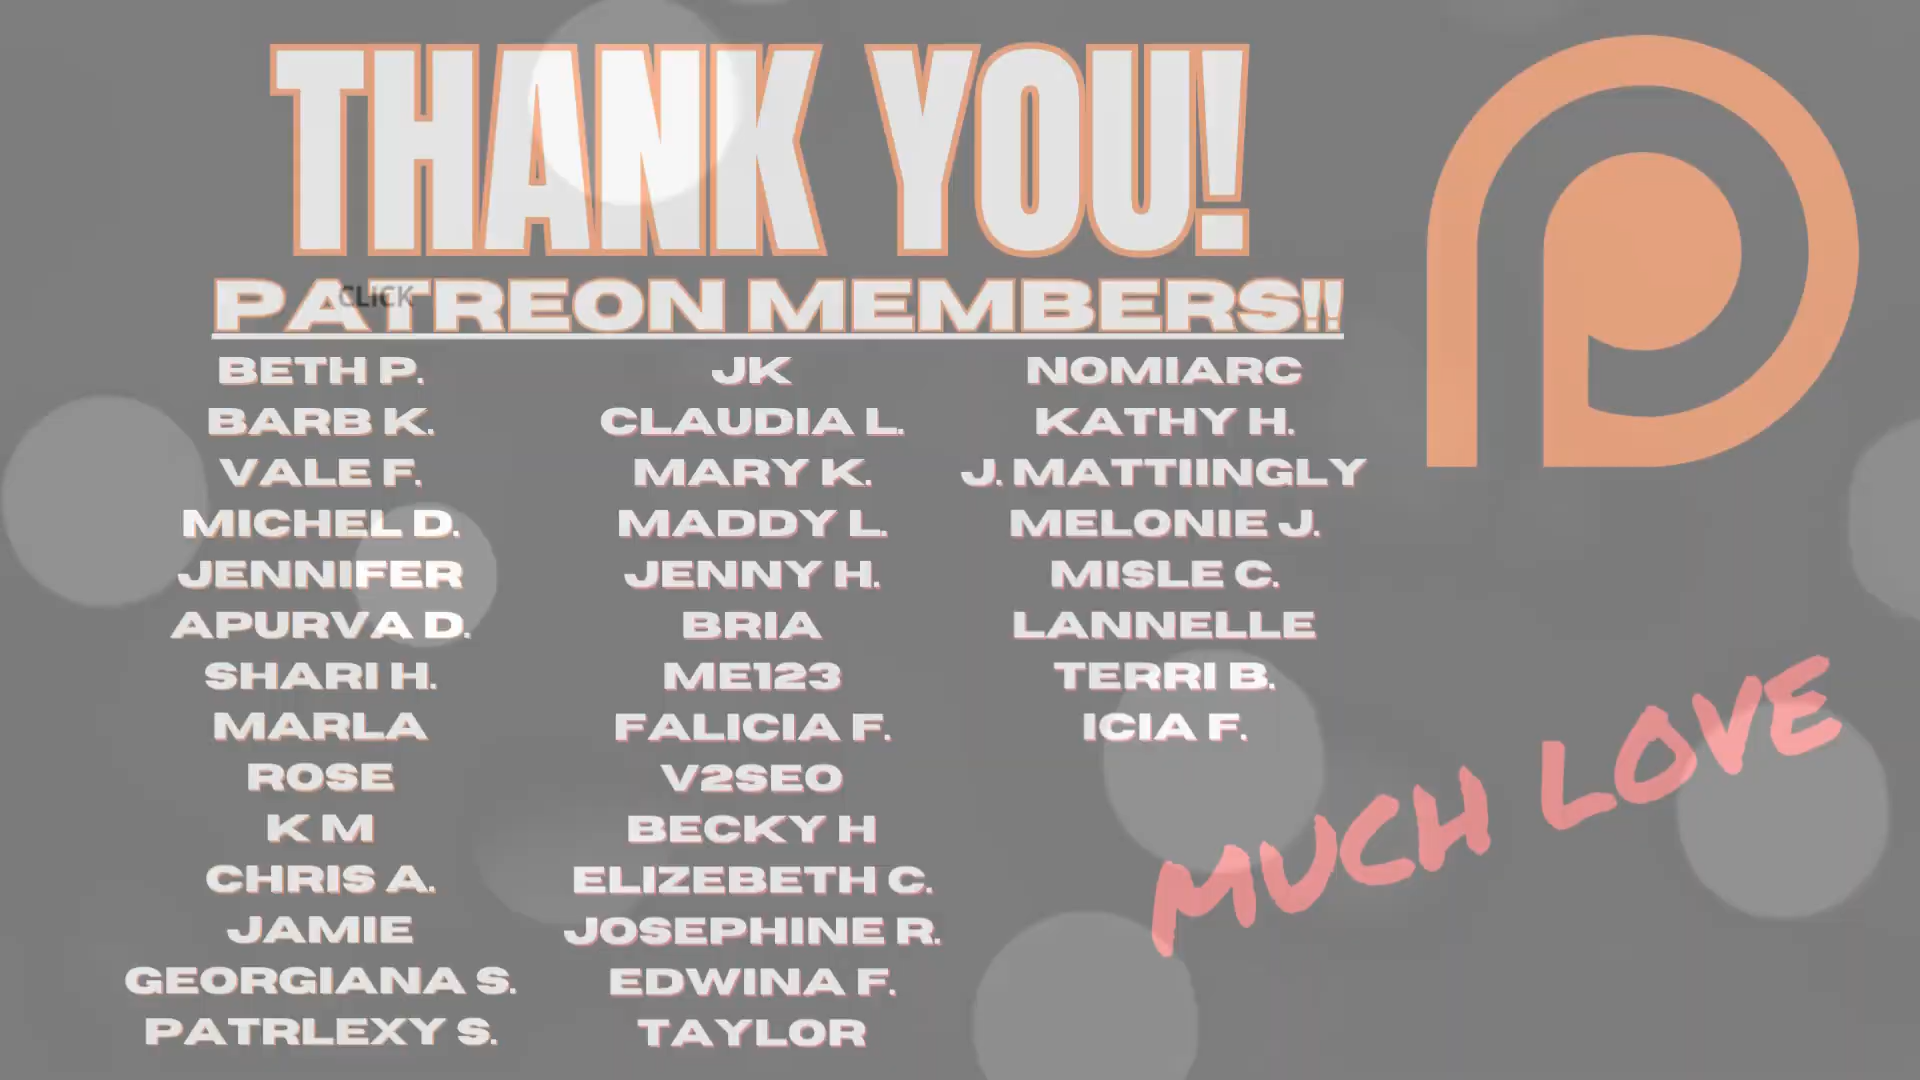 THANK YOU!
CLICK
PATREON MEMBERS!!
BETH P.
BARB K.
VALE F.
MICHEL D.
JENNIFER
APURVA D.
SHARI H.
MARLA
ROSE
K M
CHRIS A.
JAMIE
GEORGIANA S.
PATRLEXY S.
JK
CLAUDIA L.
MARY K.
MADDY L.
JENNY H.
BRIA
ME123
FALICIA F.
V2SEO
BECKY H
ELIZEBETH C.
JOSEPHINE R.
EDWINA F.
TAYLOR
NOMIARC
KATHY H.
J. MATTIINGLY
MELONIE J.
MISLE C.
LANNELLE
TERRI B.
ICIA F.
MUCH LOVE